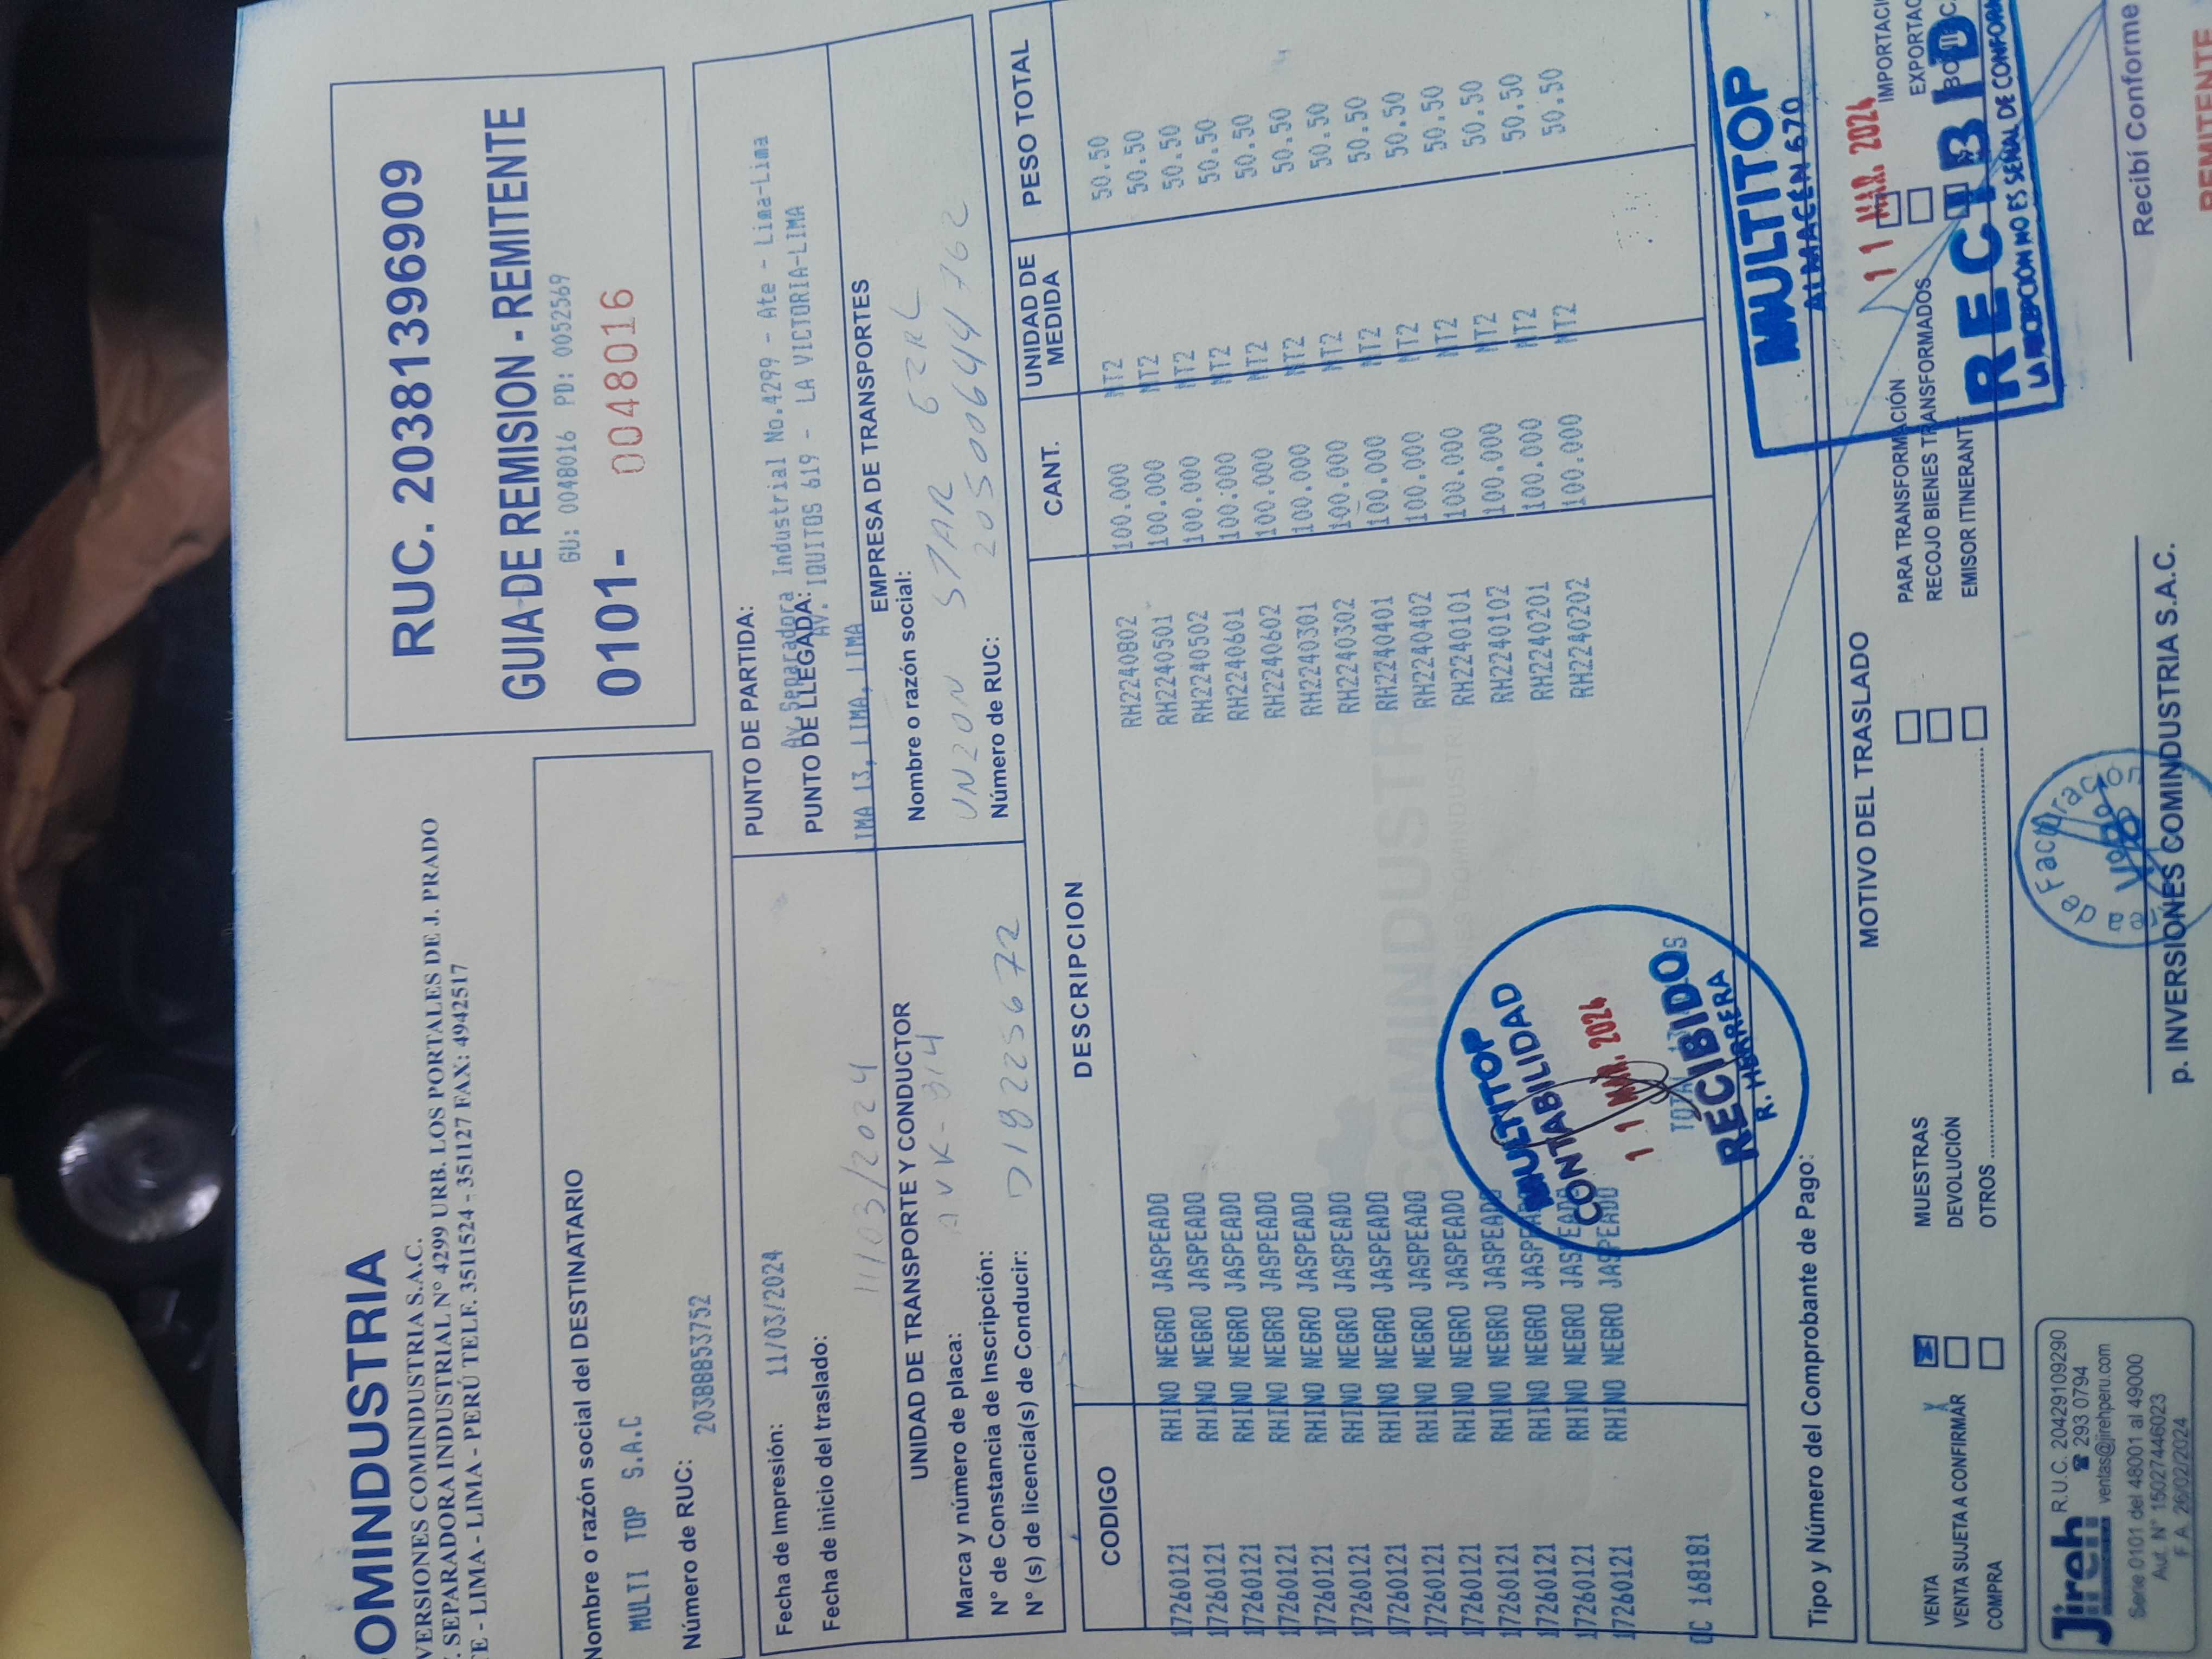 OMINDUSTRIA
VERSIONES COMINDUSTRIA S.A.C.
. SEPARADORA INDUSTRIAL N° 4299 URB. LOS PORTALES DE J. PRADO
TE - LIMA - LIMA - PERÚ TELF. 3511524 - 351127 FAX: 4942517
RUC. 20381396909
GUIA DE REMISION - REMITENTE
GU: 0048016 PD: 0052569
0101- 0048016
Nombre o razón social del DESTINATARIO
MULTI TOP S.A.C
Número de RUC: 20388853752
PUNTO DE PARTIDA:
Av. Separadora Industrial No.4299 - Ate - Lima-Lima
PUNTO DE LLEGADA:
AV. IQUITOS 619 - LA VICTORIA-LIMA
LIMA 13, LIMA, LIMA
Fecha de Impresión: 11/03/2024
Fecha de inicio del traslado: 11/03/2024
UNIDAD DE TRANSPORTE Y CONDUCTOR
Marca y número de placa:
N° de Constancia de Inscripción:
N° (s) de licencia(s) de Conducir:
EMPRESA DE TRANSPORTES
Nombre o razón social:
UNION STAR EIRL
Número de RUC: 20500644762
CODIGO DESCRIPCION CANT. UNIDAD DE MEDIDA PESO TOTAL
17260121 RHINO NEGRO JASPEADO RH2240802 100.000 MT2 50.50
17260121 RHINO NEGRO JASPEADO RH2240501 100.000 MT2 50.50
17260121 RHINO NEGRO JASPEADO RH2240502 100.000 MT2 50.50
17260121 RHINO NEGRO JASPEADO RH2240601 100.000 MT2 50.50
17260121 RHINO NEGRO JASPEADO RH2240602 100.000 MT2 50.50
17260121 RHINO NEGRO JASPEADO RH2240301 100.000 MT2 50.50
17260121 RHINO NEGRO JASPEADO RH2240302 100.000 MT2 50.50
17260121 RHINO NEGRO JASPEADO RH2240401 100.000 MT2 50.50
17260121 RHINO NEGRO JASPEADO RH2240402 100.000 MT2 50.50
17260121 RHINO NEGRO JASPEADO RH2240101 100.000 MT2 50.50
17260121 RHINO NEGRO JASPEADO RH2240102 100.000 MT2 50.50
17260121 RHINO NEGRO JASPEADO RH2240201 100.000 MT2 50.50
17260121 RHINO NEGRO JASPEADO RH2240202 100.000 MT2 50.50
OC 168181
MULTITOP
CONTABILIDAD
11 MAR. 2024
RECIBIDO
R. HERRERA
MULTITOP
ALMACEN 670
11 MAR. 2024
RECIBID
LA RECEPCIÓN NO ES SEÑAL DE CONFORM
Tipo y Número del Comprobante de Pago:
MOTIVO DEL TRASLADO
VENTA X
VENTA SUJETA A CONFIRMAR
COMPRA
MUESTRAS
DEVOLUCIÓN
OTROS
PARA TRANSFORMACIÓN
RECOJO BIENES TRANSFORMADOS
EMISOR ITINERANT
IMPORTACI
EXPORTAC
Jireh
R.U.C. 20429109290
293 0794
ventas@jirehperu.com
Serie 0101 del 48001 al 49000
Aut. N° 15027446023
F.A. 26/02/2024
p. INVERSIONES COMINDUSTRIA S.A.C.
Recibí Conforme
REMITENTE